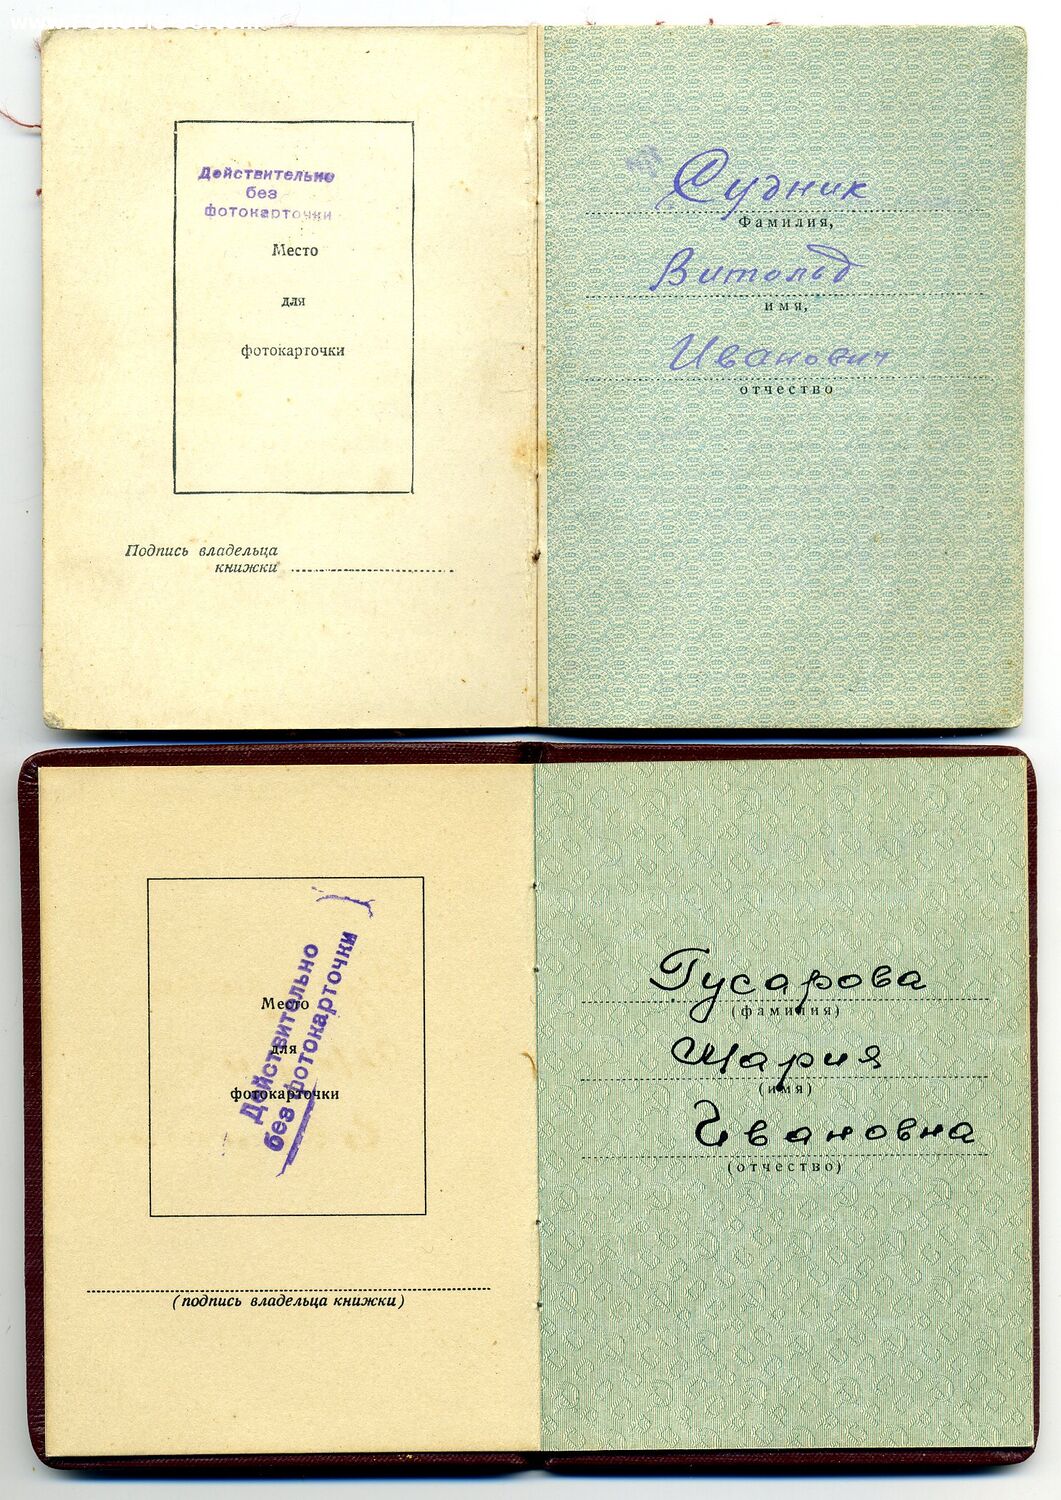 Действительно
без
фотокарточки
Место
для
фотокарточки
Подпись владельца
книжки
Судник
Фамилия,
Витольд
имя,
Иванович
отчество
Действительно
без фотокарточки
Место
для
фотокарточки
(подпись владельца книжки)
Гусарова
(фамилия)
Мария
(имя)
Ивановна
(отчество)